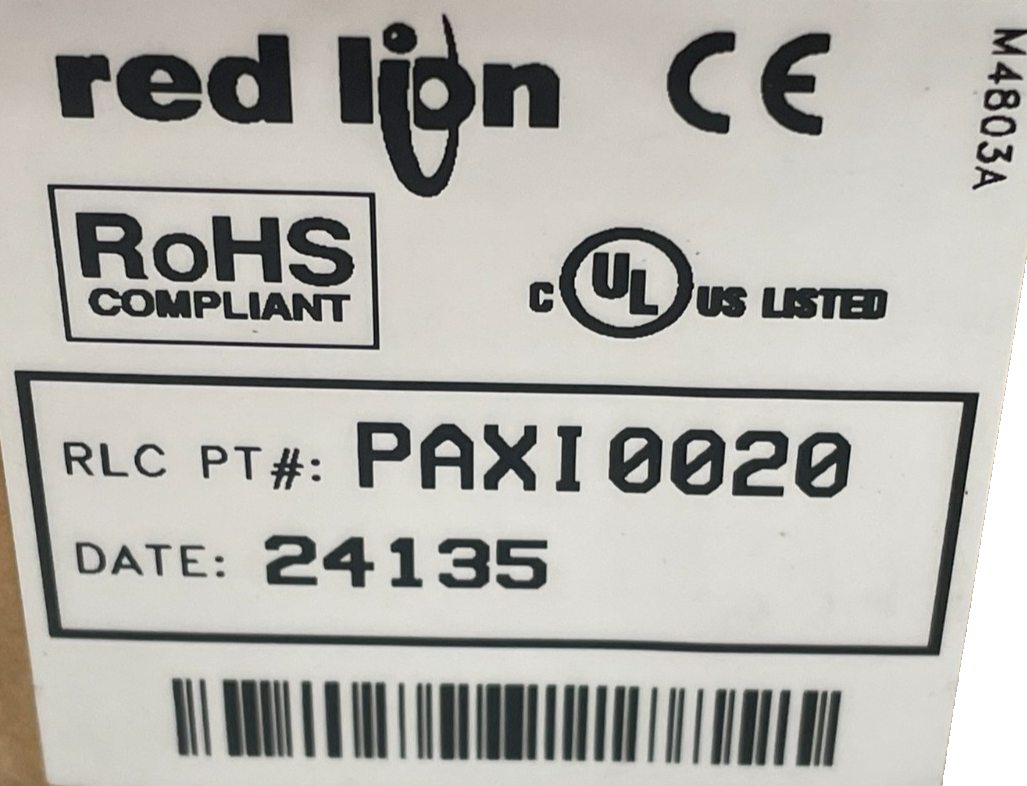 red lion CE
M4803A
RoHS
COMPLIANT
C UL US LISTED
RLC PT#: PAXI0020
DATE: 24135